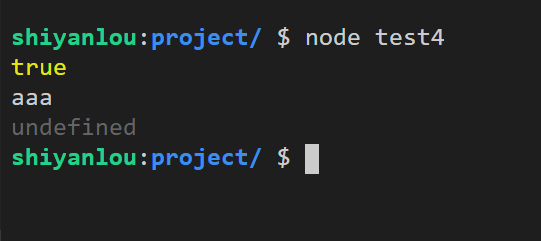 shiyanlou:project/ $ node test4
true
aaa
undefined
shiyanlou:project/ $